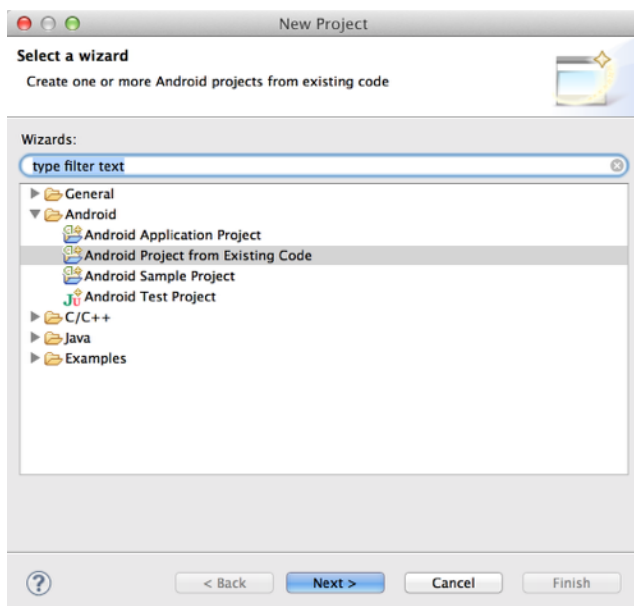 New Project
Select a wizard
Create one or more Android projects from existing code
Wizards:
type filter text
General
Android
Android Application Project
Android Project from Existing Code
Android Sample Project
Android Test Project
C/C++
Java
Examples
? < Back Next > Cancel Finish